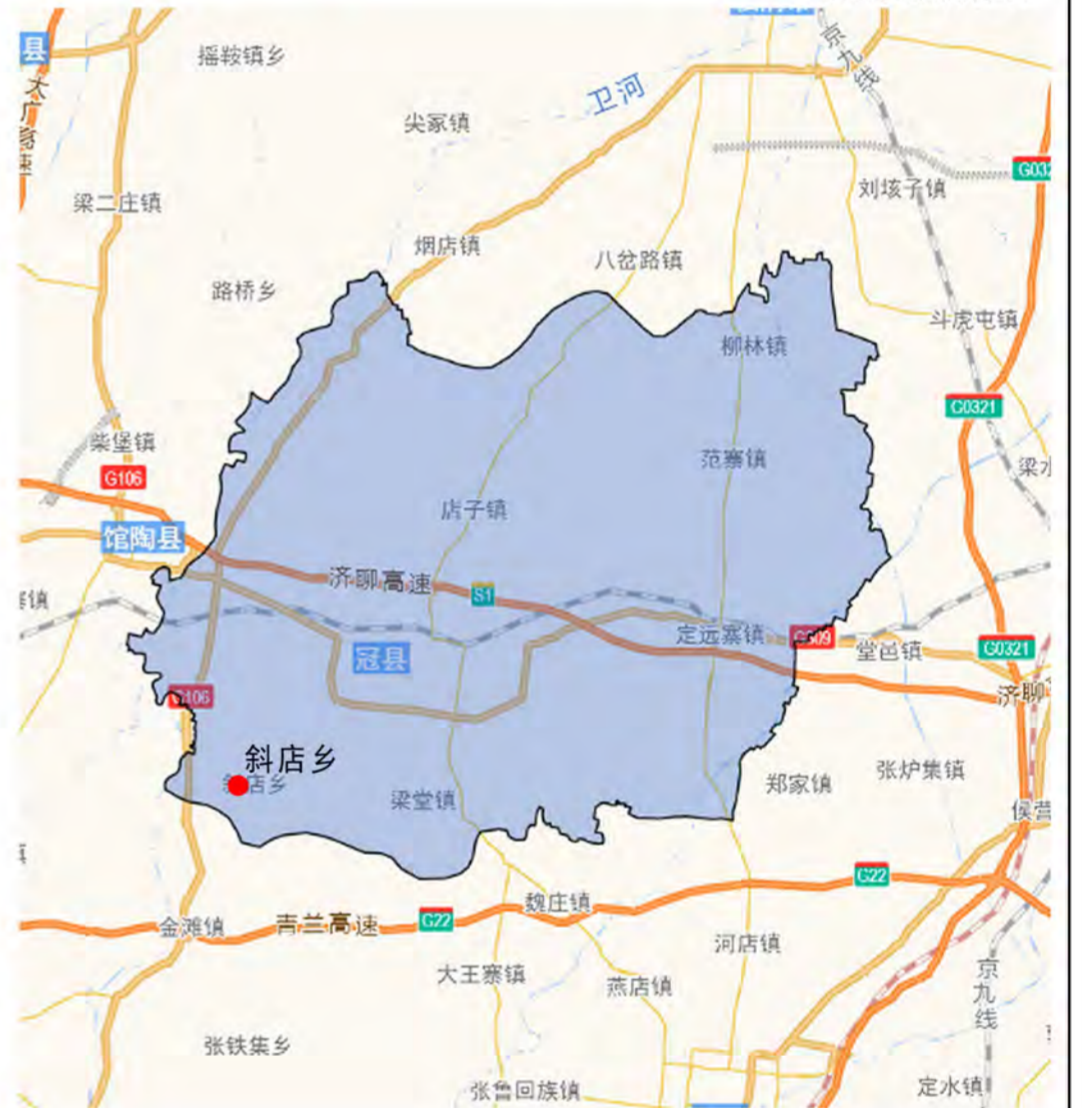 县
摇鞍镇乡
京九线
大广高速
卫河
尖冢镇
G032
刘垓子镇
梁二庄镇
烟店镇
八岔路镇
路桥乡
斗虎屯镇
柳林镇
G0321
柴堡镇
范寨镇
梁水
G106
店子镇
馆陶县
济聊高速
S1
寨镇
定远寨镇
G309
堂邑镇
G0321
冠县
G106
济聊
斜店乡
斜店乡
梁堂镇
郑家镇
张炉集镇
侯营
G22
金滩镇
青兰高速
G22
魏庄镇
河店镇
大王寨镇
燕店镇
京九线
张铁集乡
张鲁回族镇
定水镇